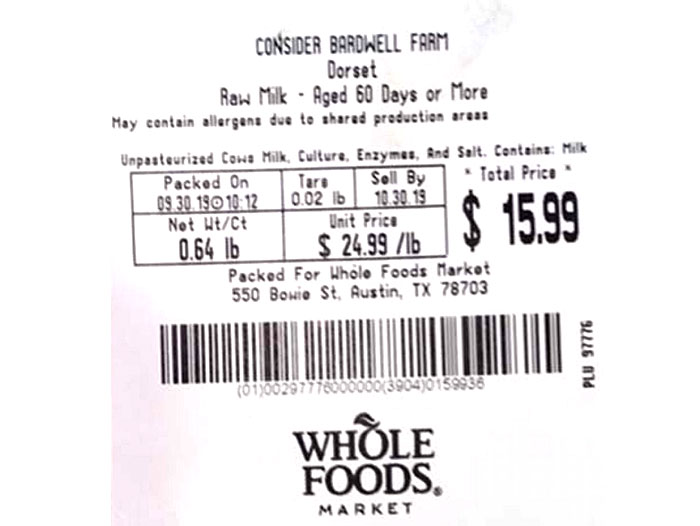 CONSIDER BARDWELL FARM
Dorset
Raw Milk - Aged 60 Days or More
May contain allergens due to shared production areas
Unpasteurized Cows Milk, Culture, Enzymes, And Salt. Contains: Milk
Packed On Tare Sell By * Total Price *
09.30.19@10:12 0.02 lb 10.30.19 $ 15.99
Net Wt/Ct Unit Price
0.64 lb $ 24.99 /lb
Packed For Whole Foods Market
550 Bowie St, Austin, TX 78703
PLU 97776
(01)00297776000000(3904)0159936
WHOLE
FOODS®
MARKET